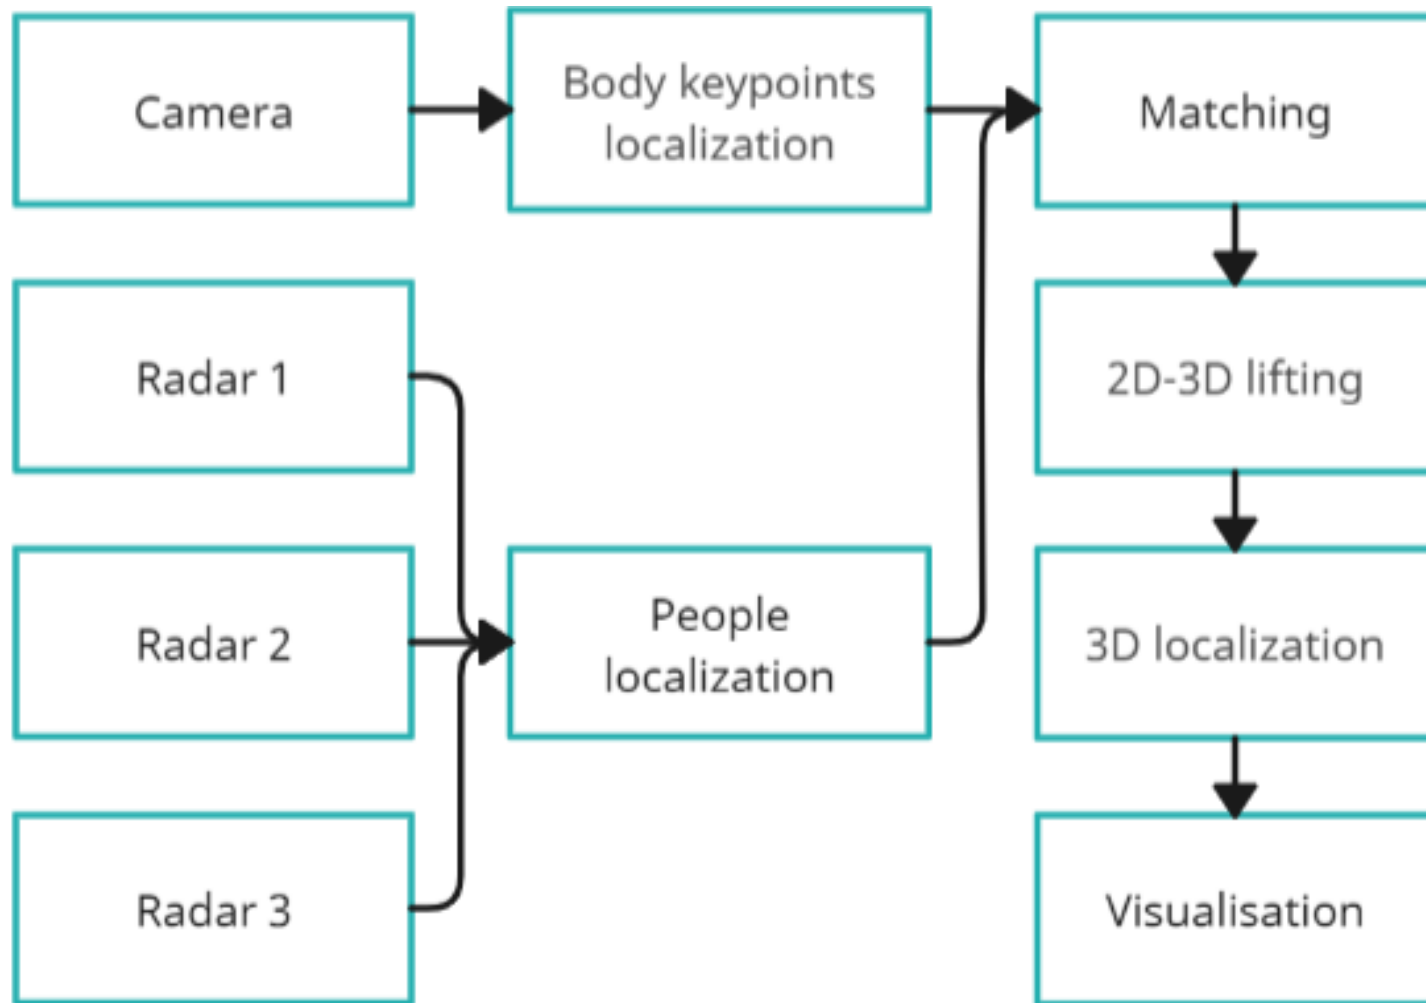 Camera
Body keypoints
localization
Matching
Radar 1
2D-3D lifting
Radar 2
People
localization
3D localization
Radar 3
Visualisation